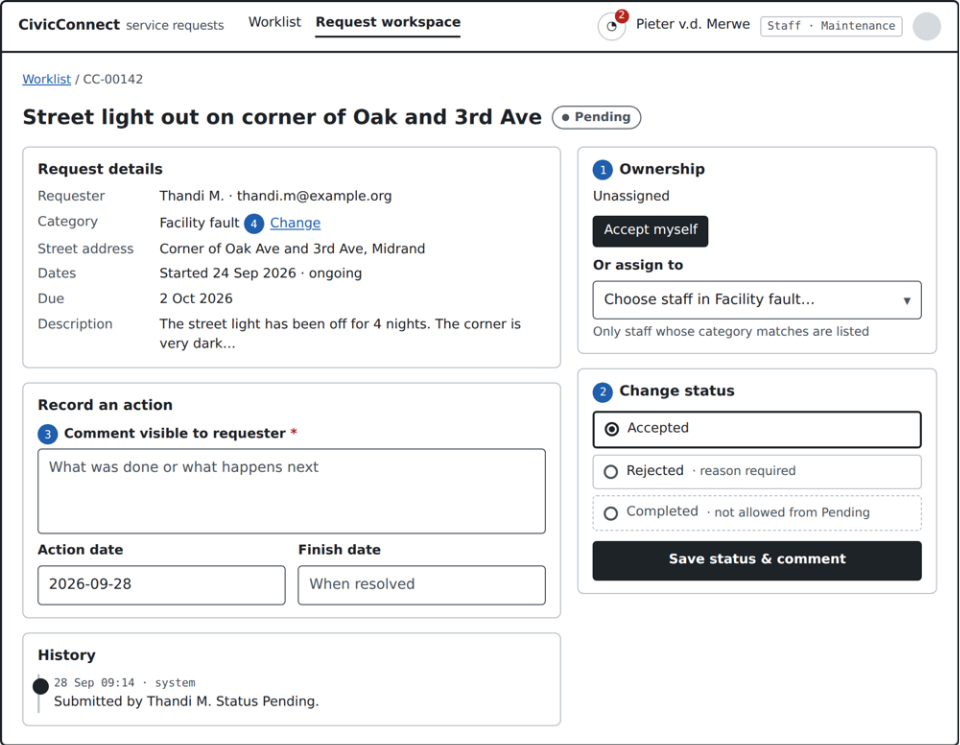 CivicConnect service requests Worklist Request workspace 2 Pieter v.d. Merwe Staff · Maintenance
Worklist / CC-00142
Street light out on corner of Oak and 3rd Ave ● Pending
Request details
Requester Thandi M. · thandi.m@example.org
Category Facility fault 4 Change
Street address Corner of Oak Ave and 3rd Ave, Midrand
Dates Started 24 Sep 2026 · ongoing
Due 2 Oct 2026
Description The street light has been off for 4 nights. The corner is
very dark...
Record an action
3 Comment visible to requester *
What was done or what happens next
Action date Finish date
2026-09-28 When resolved
History
28 Sep 09:14 · system
Submitted by Thandi M. Status Pending.
1 Ownership
Unassigned
Accept myself
Or assign to
Choose staff in Facility fault... ▾
Only staff whose category matches are listed
2 Change status
Accepted
Rejected · reason required
Completed · not allowed from Pending
Save status & comment